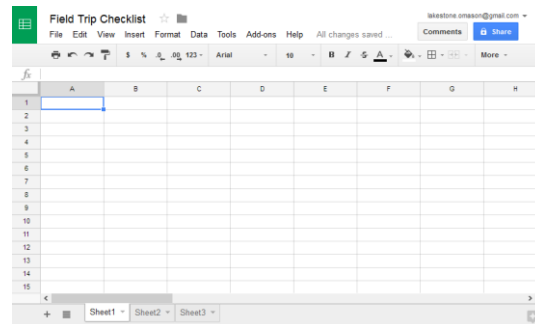 Field Trip Checklist
lakestone.omason@gmail.com
File Edit View Insert Format Data Tools Add-ons Help All changes saved ...
Comments Share
$ % .0 .00 123 Arial 10 B I S A More
fx
A B C D E F G H
1
2
3
4
5
6
7
8
9
10
11
12
13
14
15
Sheet1 Sheet2 Sheet3